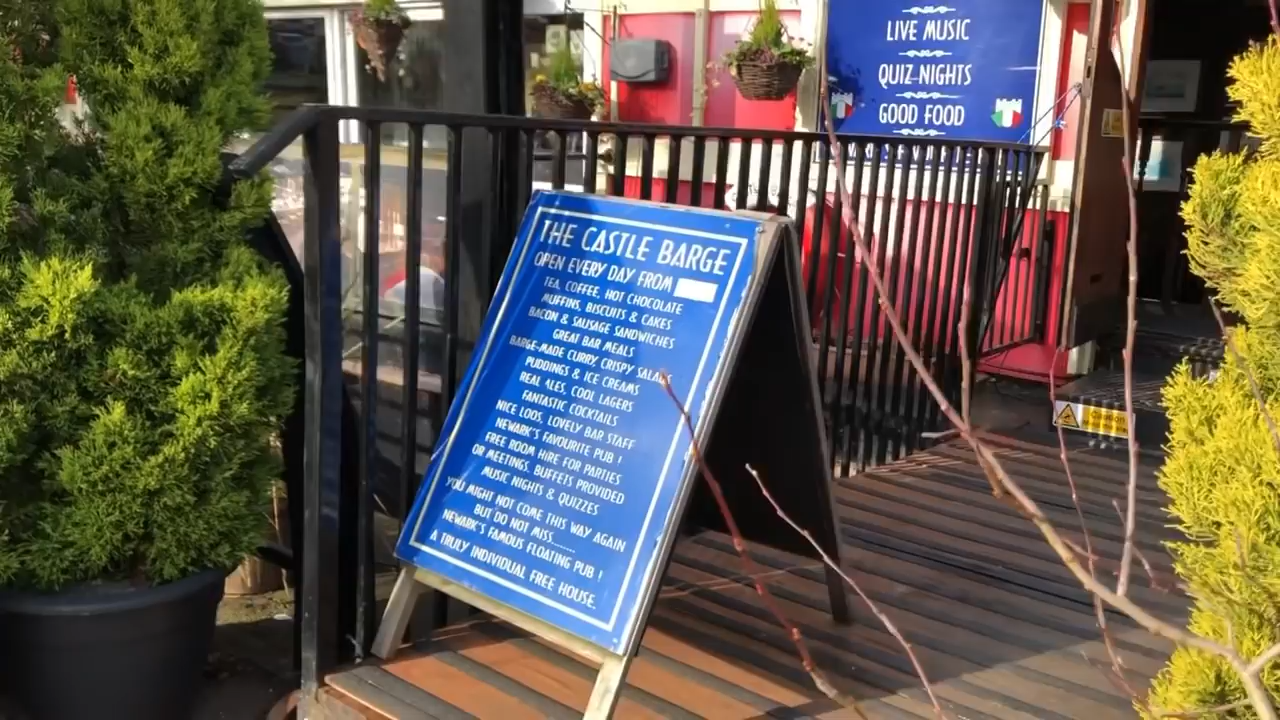 LIVE MUSIC
QUIZ NIGHTS
GOOD FOOD
THE CASTLE BARGE
OPEN EVERY DAY FROM
TEA, COFFEE, HOT CHOCOLATE
MUFFINS, BISCUITS & CAKES
BACON & SAUSAGE SANDWICHES
GREAT BAR MEALS
BARGE-MADE CURRY, CRISPY SALADS
PUDDINGS & ICE CREAMS
REAL ALES, COOL LAGERS
FANTASTIC COCKTAILS
NICE LOOS, LOVELY BAR STAFF
NEWARK'S FAVOURITE PUB !
FREE ROOM HIRE FOR PARTIES
OR MEETINGS, BUFFETS PROVIDED
MUSIC NIGHTS & QUIZZES
YOU MIGHT NOT COME THIS WAY AGAIN
BUT DO NOT MISS........
NEWARK'S FAMOUS FLOATING PUB !
A TRULY INDIVIDUAL FREE HOUSE.